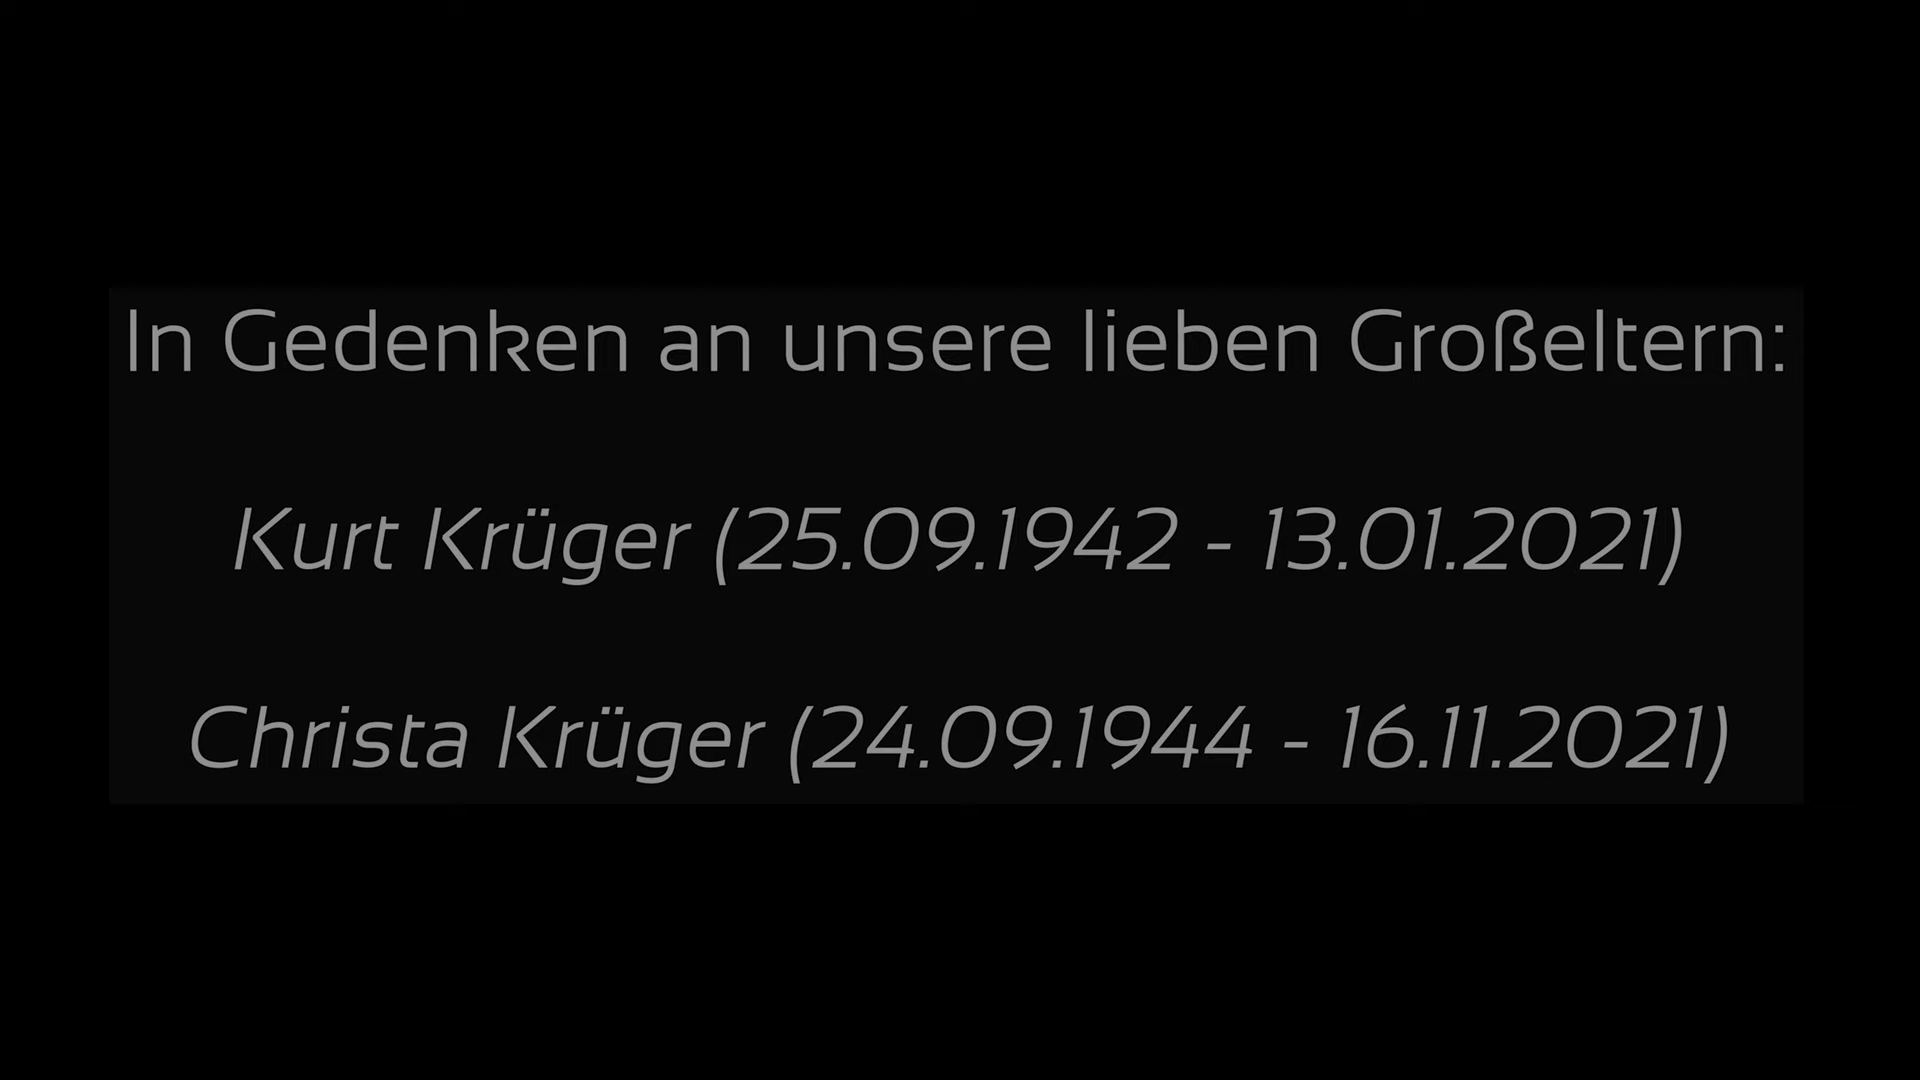 In Gedenken an unsere lieben Großeltern:
Kurt Krüger (25.09.1942 - 13.01.2021)
Christa Krüger (24.09.1944 - 16.11.2021)